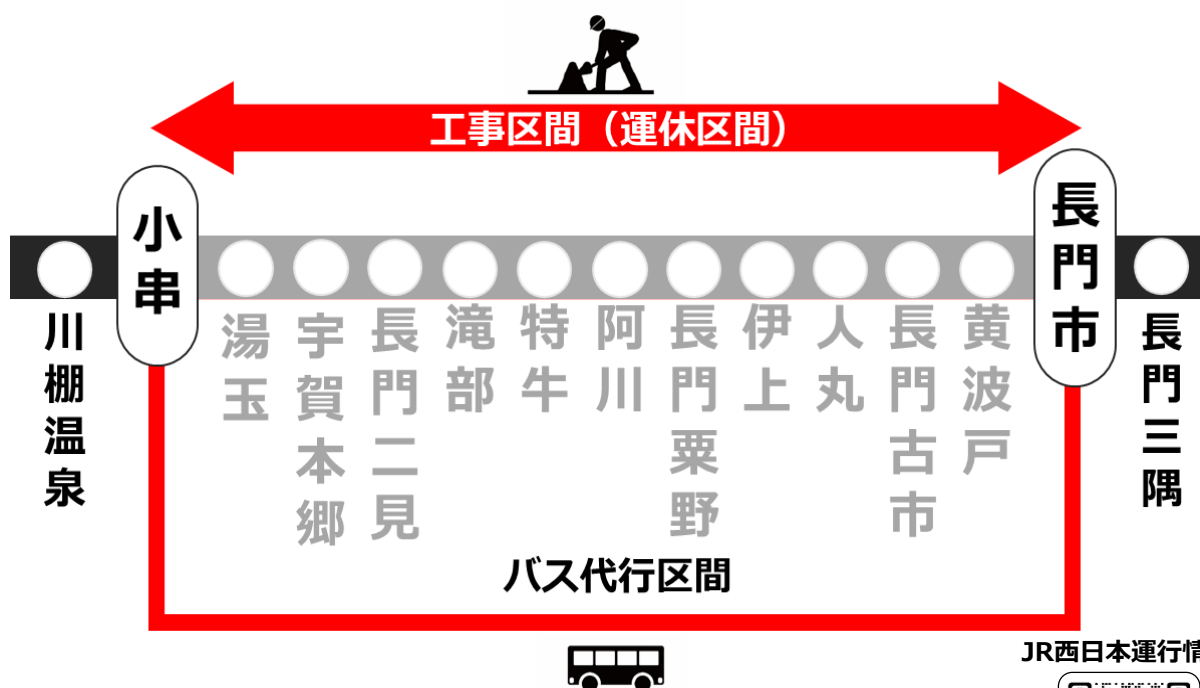 工事区間（運休区間）
小串
長門市
川棚温泉
湯玉
宇賀本郷
長門二見
滝部
特牛
阿川
長門粟野
伊上
人丸
長門古市
黄波戸
長門三隅
バス代行区間
JR西日本運行情